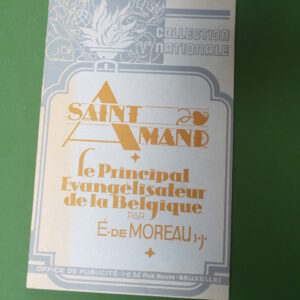 COLLECTION
NATIONALE
SAINT
AMAND
Le Principal
Evangélisateur
de la Belgique
PAR
É. DE MOREAU s.j.
OFFICE DE PUBLICITÉ
36 RUE NEUVE - BRUXELLES